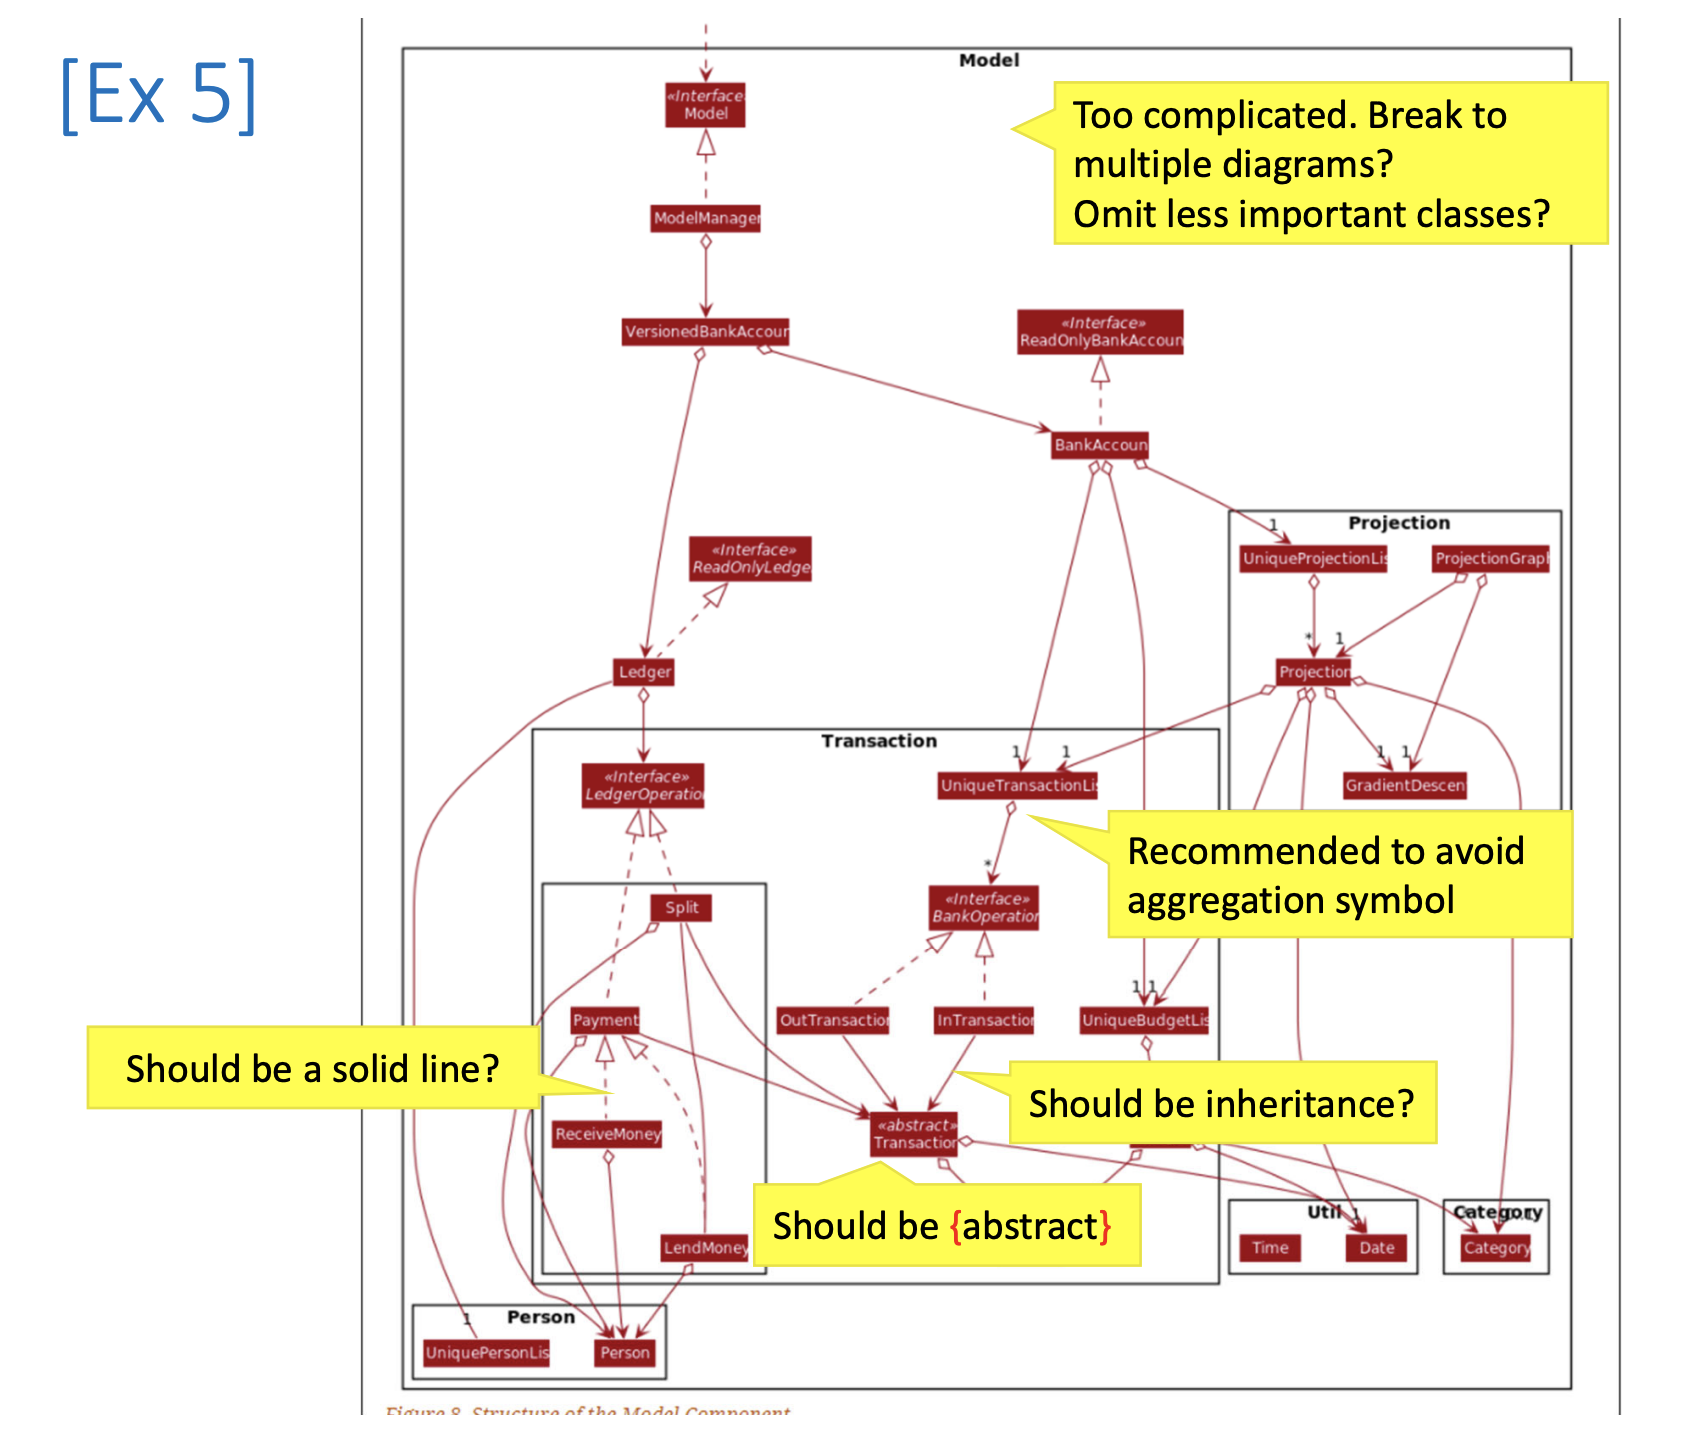 [Ex 5]
Model
«Interface»
Model
Too complicated. Break to
multiple diagrams?
Omit less important classes?
ModelManager
VersionedBankAccoun
«Interface»
ReadOnlyBankAccoun
BankAccoun
Projection
1
UniqueProjectionLis
ProjectionGraph
«Interface»
ReadOnlyLedge
* 1
Ledger
Projection
Transaction
1 1
1 1
«Interface»
LedgerOperatio
UniqueTransactionLis
GradientDescen
Recommended to avoid
aggregation symbol
*
«Interface»
BankOperation
Split
1 1
Payment
OutTransaction
InTransaction
UniqueBudgetLis
Should be a solid line?
Should be inheritance?
«abstract»
Transaction
ReceiveMoney
Should be {abstract}
Util 1
Category
LendMoney
Time
Date
Category
Person
1
UniquePersonLis
Person
Figure 8. Structure of the Model Component